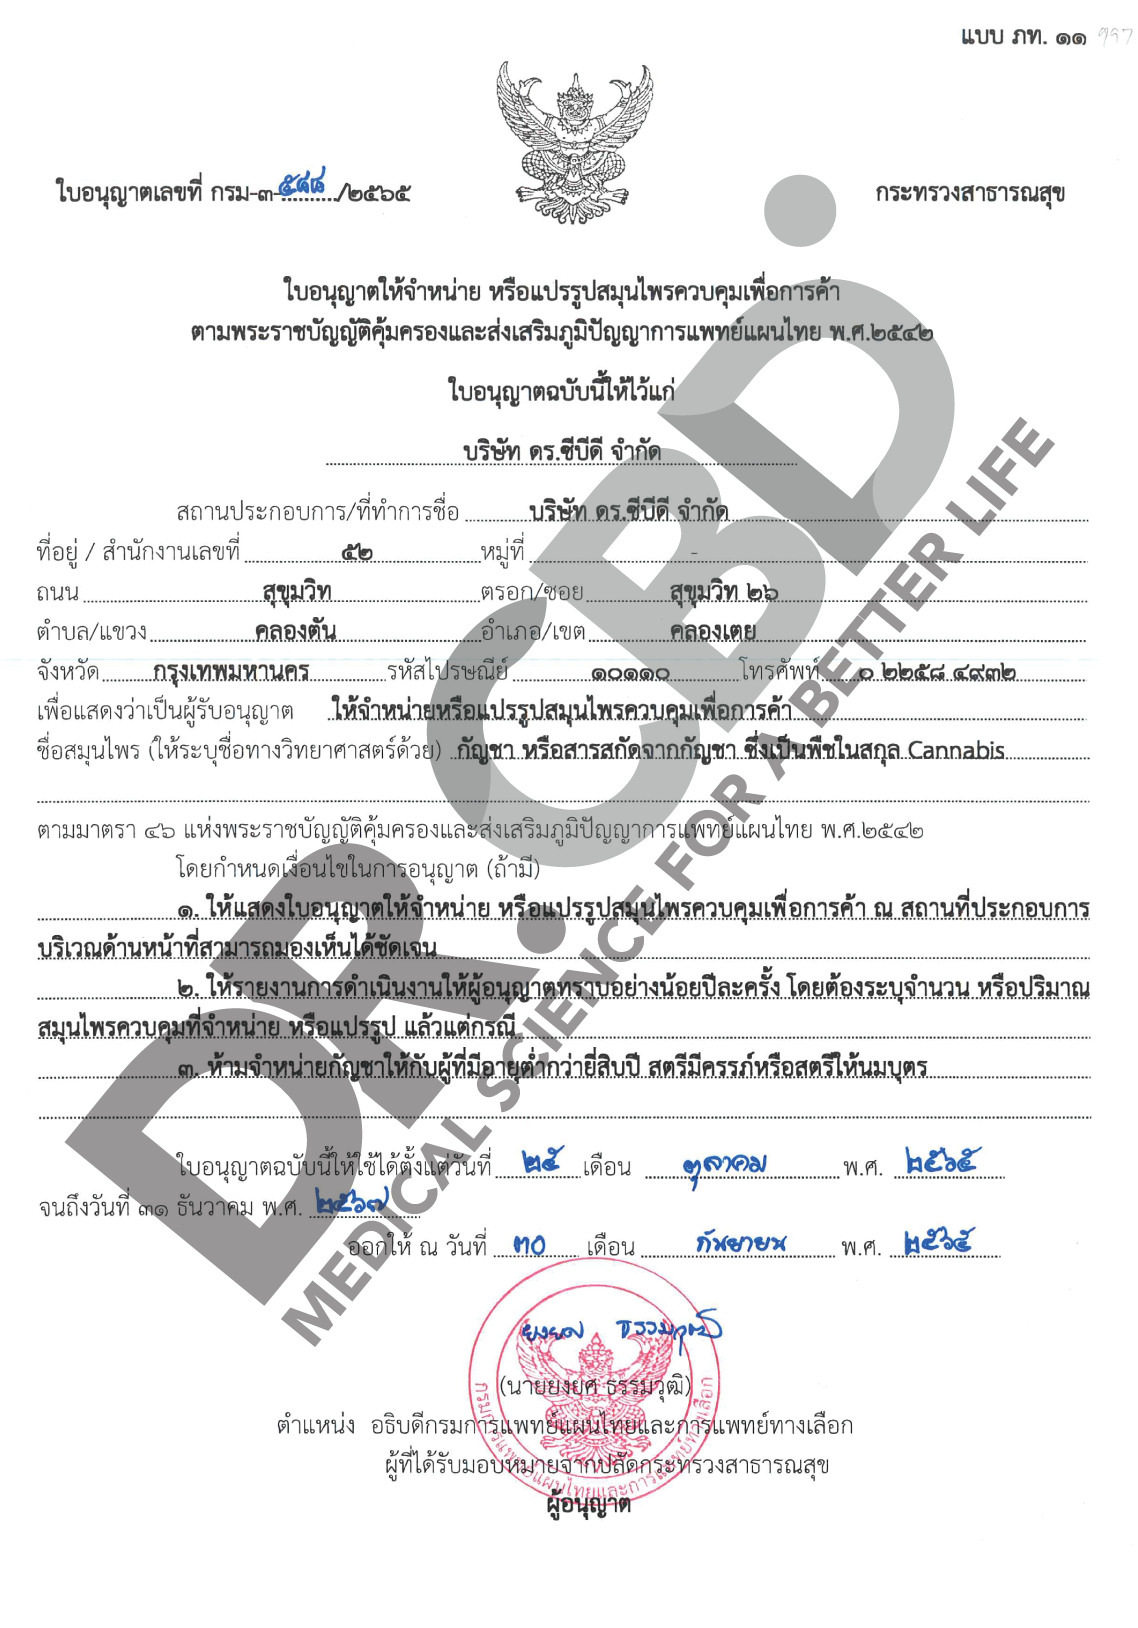 แบบ ภท. ๑๑
ใบอนุญาตเลขที่ กรม-๓-๕๘๘/๒๕๖๕
กระทรวงสาธารณสุข
ใบอนุญาตให้จำหน่าย หรือแปรรูปสมุนไพรควบคุมเพื่อการค้า
ตามพระราชบัญญัติคุ้มครองและส่งเสริมภูมิปัญญาการแพทย์แผนไทย พ.ศ.๒๕๔๒
ใบอนุญาตฉบับนี้ให้ไว้แก่
บริษัท ดร.ซีบีดี จำกัด
สถานประกอบการ/ที่ทำการชื่อ บริษัท ดร.ซีบีดี จำกัด
ที่อยู่ / สำนักงานเลขที่ ๕๒ หมู่ที่ -
ถนน สุขุมวิท ตรอก/ซอย สุขุมวิท ๒๖
ตำบล/แขวง คลองตัน อำเภอ/เขต คลองเตย
จังหวัด กรุงเทพมหานคร รหัสไปรษณีย์ ๑๐๑๑๐ โทรศัพท์ ๐ ๒๒๕๘ ๔๙๓๒
เพื่อแสดงว่าเป็นผู้รับอนุญาต ให้จำหน่ายหรือแปรรูปสมุนไพรควบคุมเพื่อการค้า
ชื่อสมุนไพร (ให้ระบุชื่อทางวิทยาศาสตร์ด้วย) กัญชา หรือสารสกัดจากกัญชา ซึ่งเป็นพืชในสกุล Cannabis
ตามมาตรา ๔๖ แห่งพระราชบัญญัติคุ้มครองและส่งเสริมภูมิปัญญาการแพทย์แผนไทย พ.ศ.๒๕๔๒
โดยกำหนดเงื่อนไขในการอนุญาต (ถ้ามี)
๑. ให้แสดงใบอนุญาตให้จำหน่าย หรือแปรรูปสมุนไพรควบคุมเพื่อการค้า ณ สถานที่ประกอบการ
บริเวณด้านหน้าที่สามารถมองเห็นได้ชัดเจน
๒. ให้รายงานการดำเนินงานให้ผู้อนุญาตทราบอย่างน้อยปีละครั้ง โดยต้องระบุจำนวน หรือปริมาณ
สมุนไพรควบคุมที่จำหน่าย หรือแปรรูป แล้วแต่กรณี
๓. ห้ามจำหน่ายกัญชาให้กับผู้ที่มีอายุต่ำกว่ายี่สิบปี สตรีมีครรภ์หรือสตรีให้นมบุตร
ใบอนุญาตฉบับนี้ให้ใช้ได้ตั้งแต่วันที่ ๒๕ เดือน ตุลาคม พ.ศ. ๒๕๖๕
จนถึงวันที่ ๓๑ ธันวาคม พ.ศ. ๒๕๖๗
ออกให้ ณ วันที่ ๓๐ เดือน กันยายน พ.ศ. ๒๕๖๕
ยงยศ ธรรมวุฒิ
(นายยงยศ ธรรมวุฒิ)
ตำแหน่ง อธิบดีกรมการแพทย์แผนไทยและการแพทย์ทางเลือก
ผู้ที่ได้รับมอบหมายจากปลัดกระทรวงสาธารณสุข
ผู้อนุญาต
กรมการแพทย์แผนไทยและการแพทย์ทางเลือก
DR. CBD.
MEDICAL SCIENCE FOR A BETTER LIFE